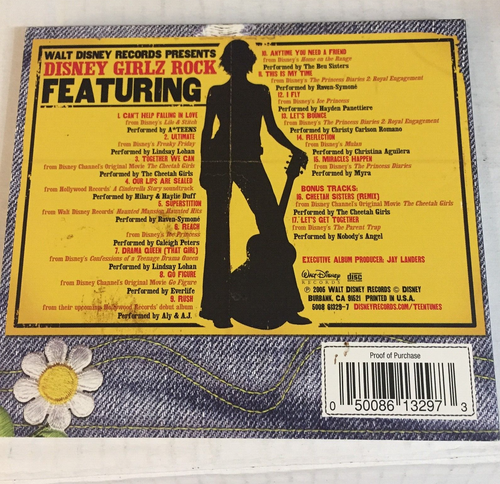 WALT DISNEY RECORDS PRESENTS
DISNEY GIRLZ ROCK
FEATURING
1. CAN'T HELP FALLING IN LOVE
from Disney's Lilo & Stitch
Performed by A*TEENS
2. ULTIMATE
from Disney's Freaky Friday
Performed by Lindsay Lohan
3. TOGETHER WE CAN
from Disney Channel's Original Movie The Cheetah Girls
Performed by The Cheetah Girls
4. OUR LIPS ARE SEALED
from Hollywood Records' A Cinderella Story soundtrack
Performed by Hilary & Haylie Duff
5. SUPERSTITION
from Walt Disney Records' Haunted Mansion Haunted Hits
Performed by Raven-Symoné
6. REACH
from Disney's Ice Princess
Performed by Caleigh Peters
7. DRAMA QUEEN (THAT GIRL)
from Disney's Confessions of a Teenage Drama Queen
Performed by Lindsay Lohan
8. GO FIGURE
from Disney Channel's Original Movie Go Figure
Performed by Everlife
9. RUSH
from their upcoming Hollywood Records' debut album
Performed by Aly & A.J.
10. ANYTIME YOU NEED A FRIEND
from Disney's Home on the Range
Performed by The Beu Sisters
11. THIS IS MY TIME
from Disney's The Princess Diaries 2: Royal Engagement
Performed by Raven-Symoné
12. I FLY
from Disney's Ice Princess
Performed by Hayden Panettiere
13. LET'S BOUNCE
from Disney's The Princess Diaries 2: Royal Engagement
Performed by Christy Carlson Romano
14. REFLECTION
from Disney's Mulan
Performed by Christina Aguilera
15. MIRACLES HAPPEN
from Disney's The Princess Diaries
Performed by Myra
BONUS TRACKS:
16. CHEETAH SISTERS (REMIX)
from Disney Channel's Original Movie The Cheetah Girls
Performed by The Cheetah Girls
17. LET'S GET TOGETHER
from Disney's The Parent Trap
Performed by Nobody's Angel
EXECUTIVE ALBUM PRODUCER: JAY LANDERS
WALT DISNEY RECORDS
disc
℗ 2005 WALT DISNEY RECORDS © DISNEY
BURBANK, CA 91521 PRINTED IN U.S.A.
5008 61329-7 DISNEYRECORDS.COM/TEENTUNES
Proof of Purchase
0 50086 13297 3